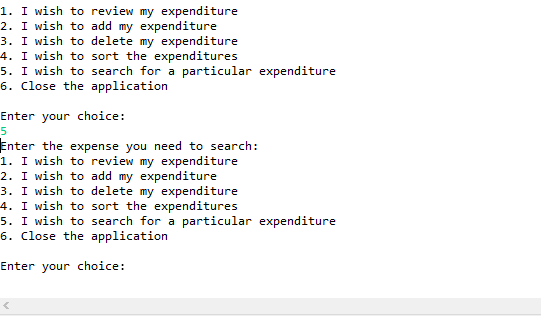 1. I wish to review my expenditure
2. I wish to add my expenditure
3. I wish to delete my expenditure
4. I wish to sort the expenditures
5. I wish to search for a particular expenditure
6. Close the application
Enter your choice:
5
Enter the expense you need to search:
1. I wish to review my expenditure
2. I wish to add my expenditure
3. I wish to delete my expenditure
4. I wish to sort the expenditures
5. I wish to search for a particular expenditure
6. Close the application
Enter your choice: